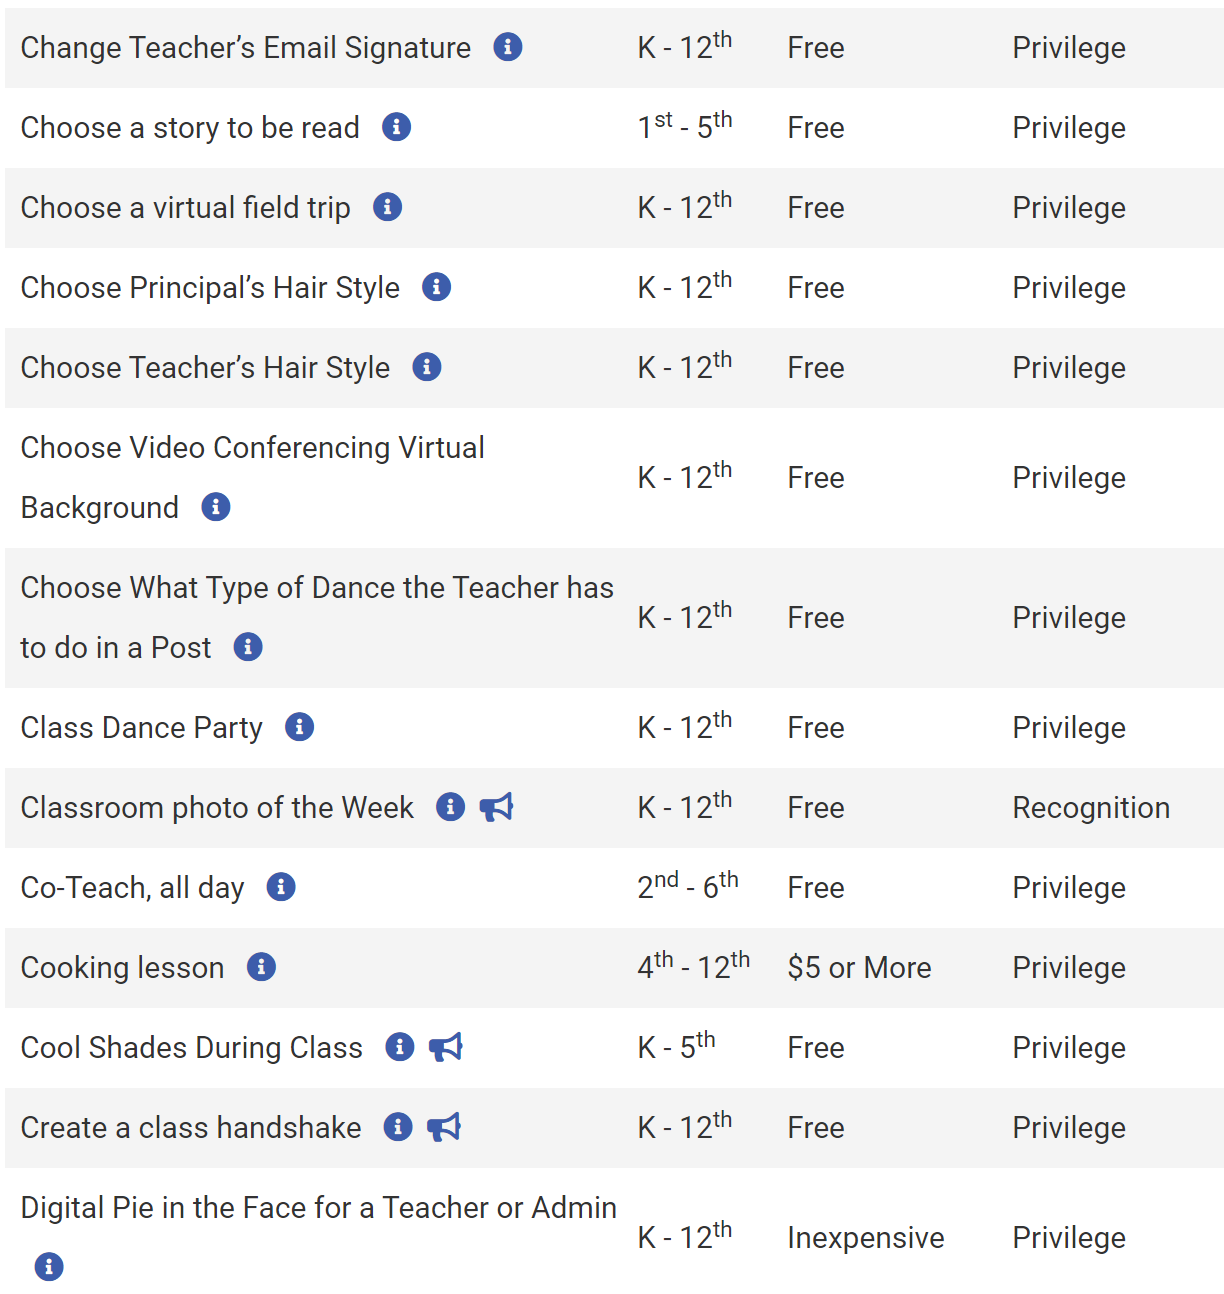 Change Teacher’s Email Signature K - 12th Free Privilege
Choose a story to be read 1st - 5th Free Privilege
Choose a virtual field trip K - 12th Free Privilege
Choose Principal’s Hair Style K - 12th Free Privilege
Choose Teacher’s Hair Style K - 12th Free Privilege
Choose Video Conferencing Virtual
Background K - 12th Free Privilege
Choose What Type of Dance the Teacher has
to do in a Post K - 12th Free Privilege
Class Dance Party K - 12th Free Privilege
Classroom photo of the Week K - 12th Free Recognition
Co-Teach, all day 2nd - 6th Free Privilege
Cooking lesson 4th - 12th $5 or More Privilege
Cool Shades During Class K - 5th Free Privilege
Create a class handshake K - 12th Free Privilege
Digital Pie in the Face for a Teacher or Admin K - 12th Inexpensive Privilege